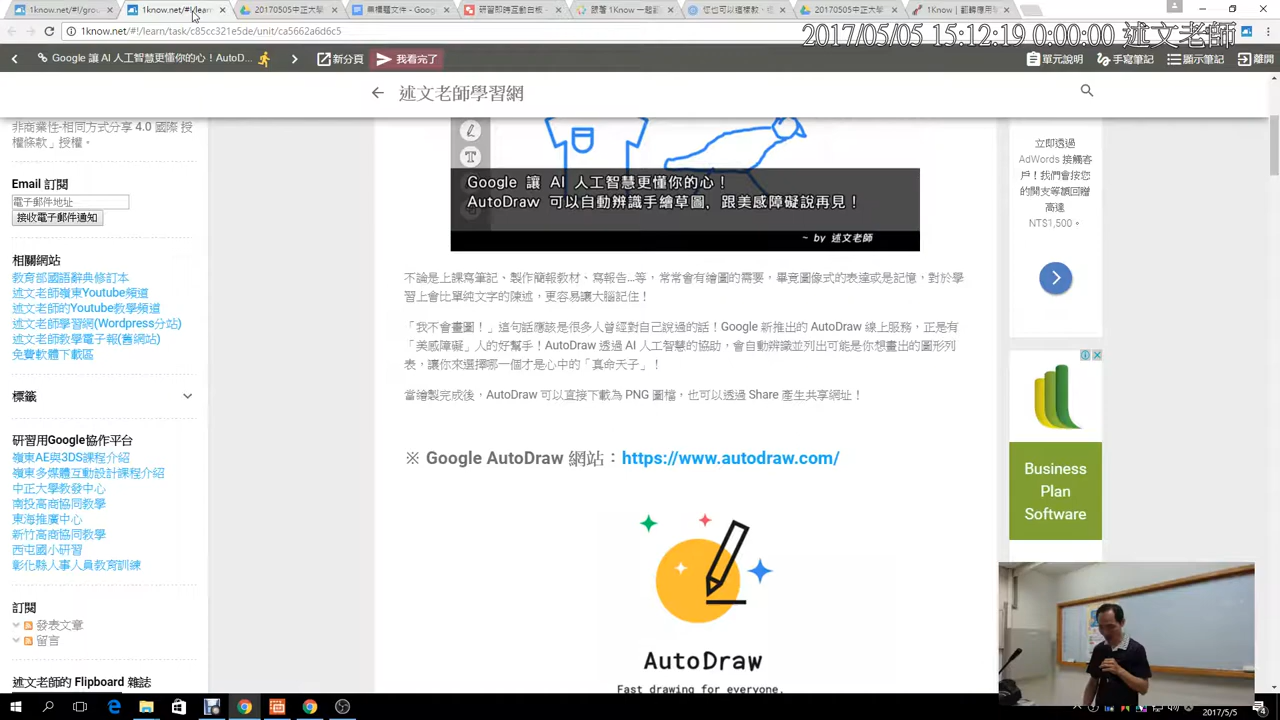 1know.net/#!/grou
1know.net/#!/learn
20170505中正大學
1Know 
1know.net/#!/learn/task/c85cc321e5de/unit/ca5662a6d6c5
2017/05/05 15:12:19 0:00:00 述文老師
Google 讓 AI 人工智慧更懂你的心！AutoD...
新分頁
我看完了
單元說明
手寫筆記
顯示筆記
離開
述文老師學習網
非商業性-相同方式分享 4.0 國際 授
權條款」授權。
Email 訂閱
電子郵件地址
接收電子郵件通知
相關網站
教育部國語辭典修訂本
述文老師嶺東Youtube頻道
述文老師的Youtube教學頻道
述文老師學習網(Wordpress分站)
述文老師教學電子報(舊網站)
免費軟體下載區
標籤
研習用Google協作平台
嶺東AE與3DS課程介紹
嶺東多媒體互動設計課程介紹
中正大學教發中心
南投高商協同教學
東海推廣中心
新竹高商協同教學
西屯國小研習
彰化縣人事人員教育訓練
訂閱
發表文章
留言
述文老師的 Flipboard 雜誌
T
Google 讓 AI 人工智慧更懂你的心！
AutoDraw 可以自動辨識手繪草圖，跟美感障礙說再見！
~ by 述文老師
不論是上課寫筆記、製作簡報教材、寫報告...等，常常會有繪圖的需要，畢竟圖像式的表達或是記憶，對於學
習上會比單純文字的陳述，更容易讓大腦記住！
「我不會畫圖！」這句話應該是很多人曾經對自己說過的話！Google 新推出的 AutoDraw 線上服務，正是有
「美感障礙」人的好幫手！AutoDraw 透過 AI 人工智慧的協助，會自動辨識並列出可能是你想畫出的圖形列
表，讓你來選擇哪一個才是心中的「真命天子」！
當繪製完成後，AutoDraw 可以直接下載為 PNG 圖檔，也可以透過 Share 產生共享網址！
※ Google AutoDraw 網站：https://www.autodraw.com/
AutoDraw
Fast drawing for everyone.
立即透過
AdWords 接觸客
戶！我們會按您
的開支等額回贈
高達
NT$1,500。
Business
Plan
Software
2017/5/5